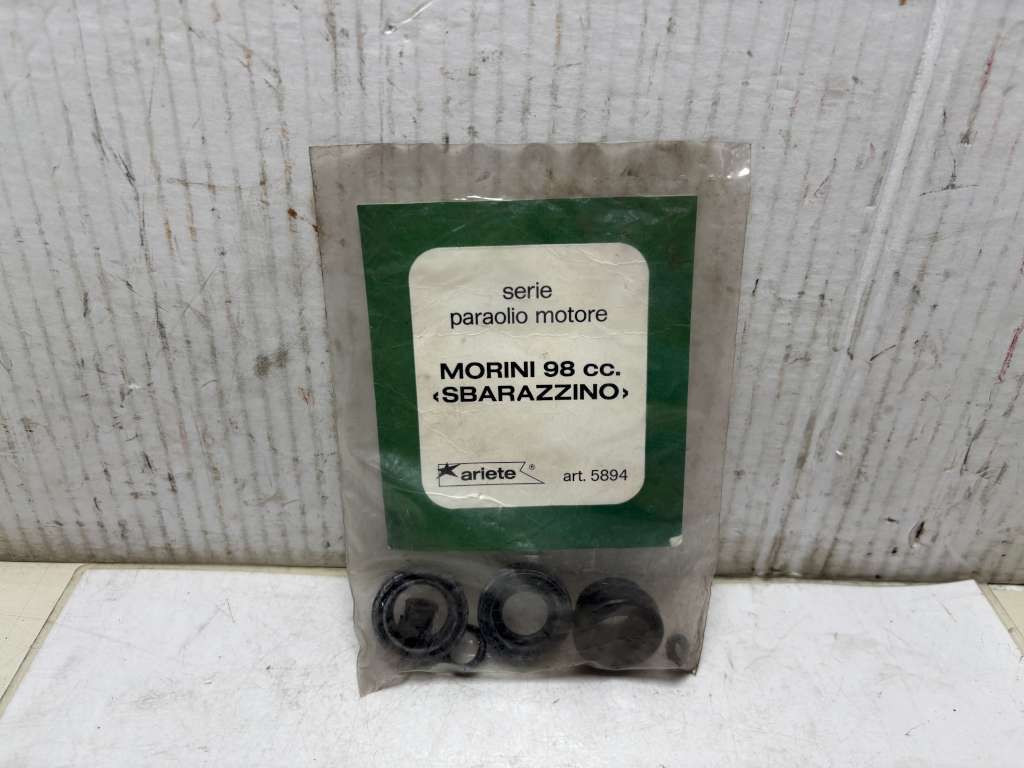 serie
paraolio motore
MORINI 98 cc.
‹SBARAZZINO›
ariete ®
art. 5894